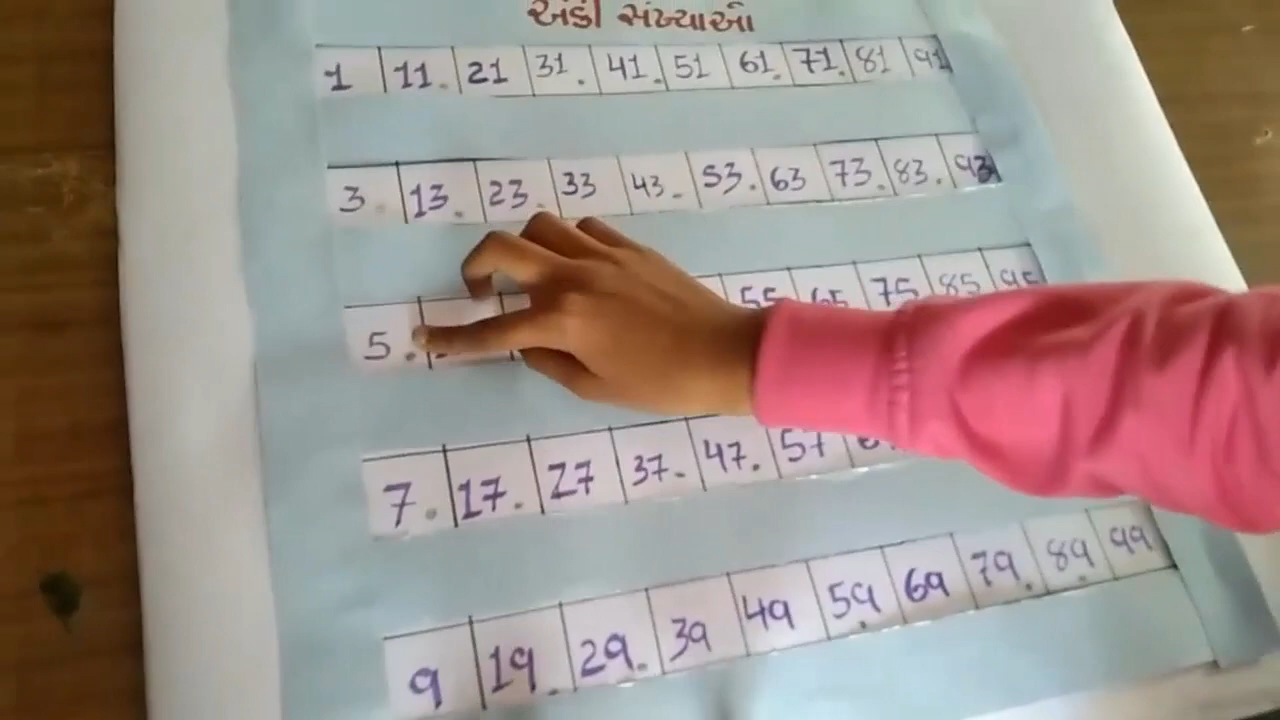 એકી સંખ્યાઓ
1 11. 21 31. 41. 51 61. 71. 81 91
3. 13. 23. 33 43. 53. 63 73. 83. 93
5. 55 65 75 85 95
7. 17. 27 37. 47. 57
9 19. 29. 39 49 59 69 79. 89 99